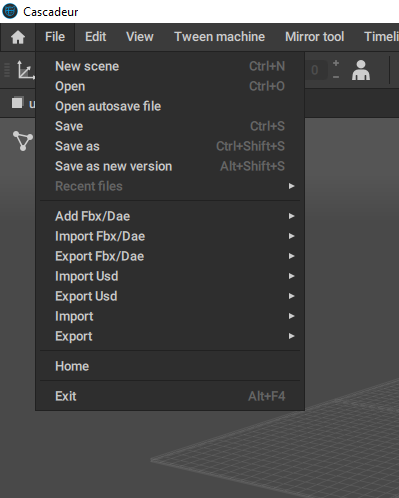 Cascadeur
File Edit View Tween machine Mirror tool Timeli
New scene Ctrl+N
Open Ctrl+O
0
Open autosave file
u
Save Ctrl+S
Save as Ctrl+Shift+S
Save as new version Alt+Shift+S
Recent files
Add Fbx/Dae
Import Fbx/Dae
Export Fbx/Dae
Import Usd
Export Usd
Import
Export
Home
Exit Alt+F4